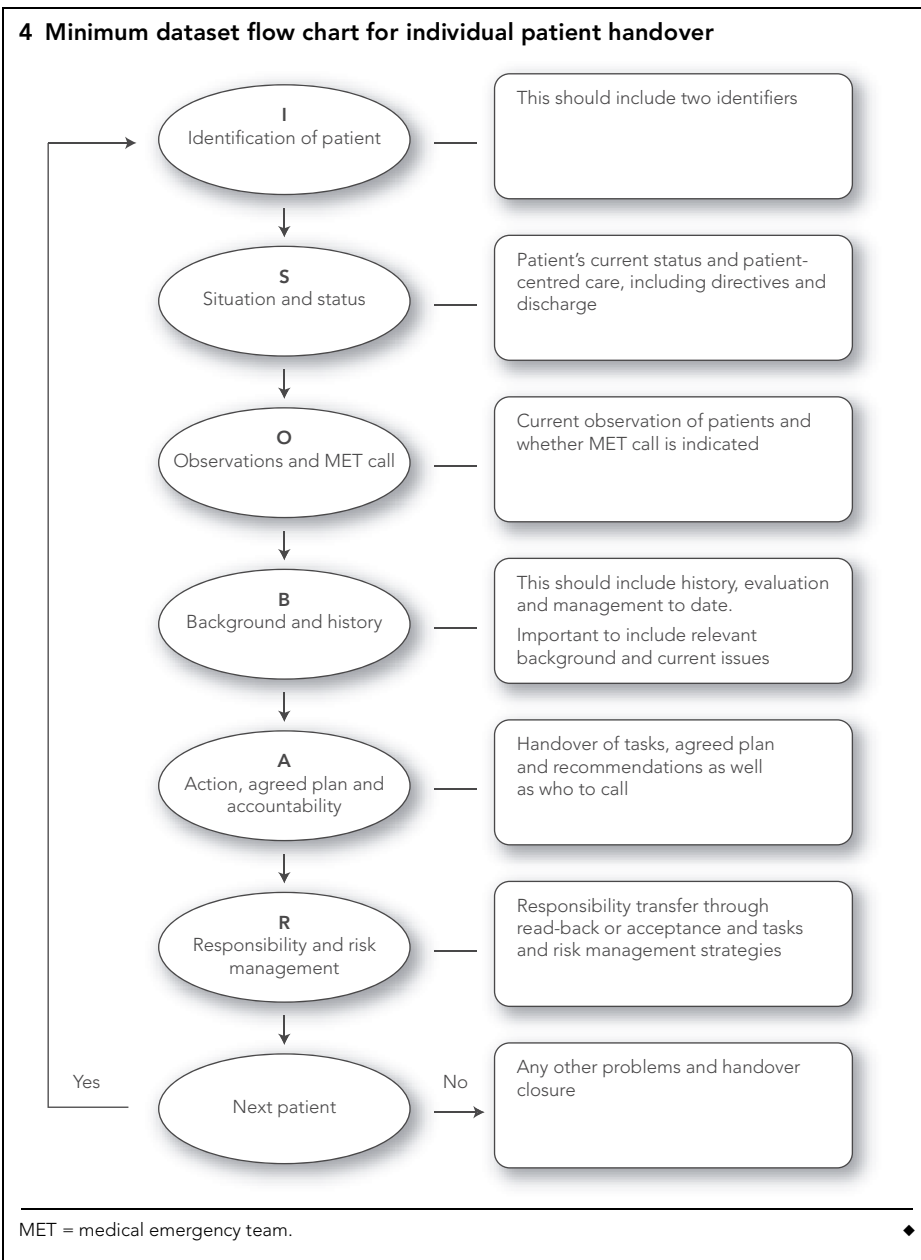 4 Minimum dataset flow chart for individual patient handover
I
Identification of patient
This should include two identifiers
S
Situation and status
Patient’s current status and patient-
centred care, including directives and
discharge
O
Observations and MET call
Current observation of patients and
whether MET call is indicated
B
Background and history
This should include history, evaluation
and management to date.
Important to include relevant
background and current issues
A
Action, agreed plan and
accountability
Handover of tasks, agreed plan
and recommendations as well
as who to call
R
Responsibility and risk
management
Responsibility transfer through
read-back or acceptance and tasks
and risk management strategies
Yes
Next patient
No
Any other problems and handover
closure
MET = medical emergency team.